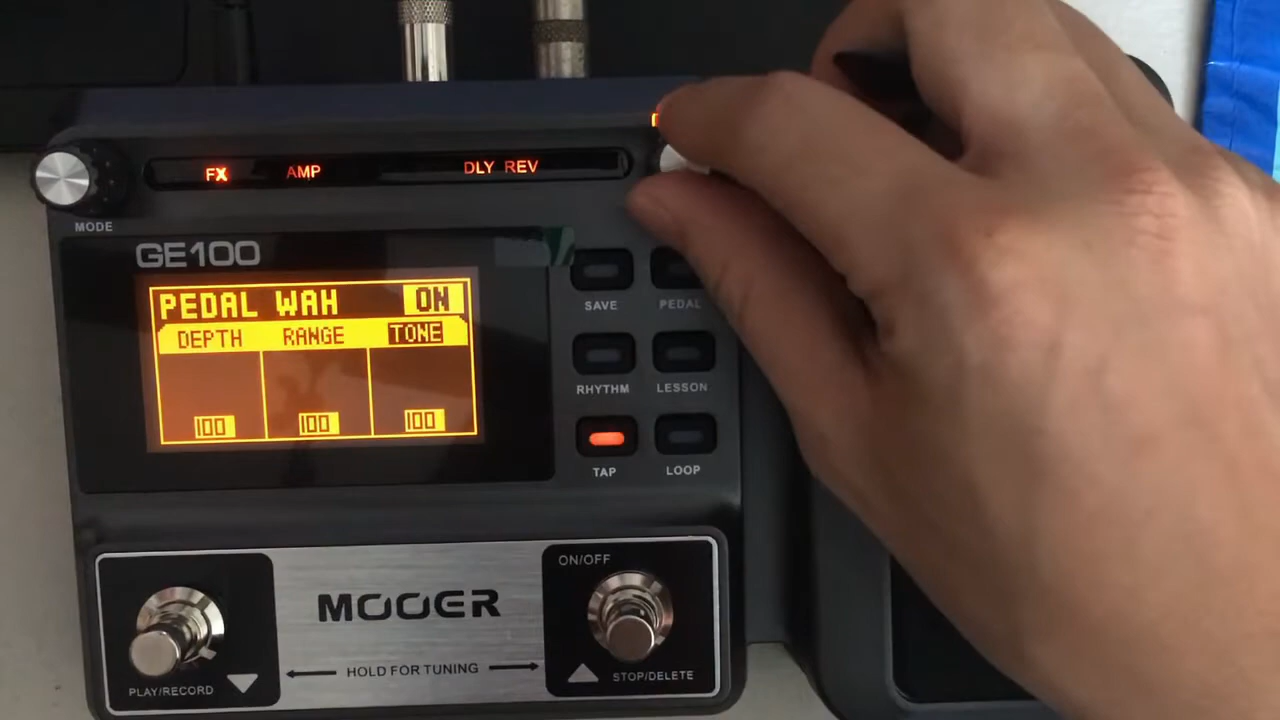 FX AMP DLY REV
MODE
GE100
PEDAL WAH ON
DEPTH RANGE TONE
100 100 100
SAVE PEDAL
RHYTHM LESSON
TAP LOOP
ON/OFF
MOOER
HOLD FOR TUNING
PLAY/RECORD
STOP/DELETE